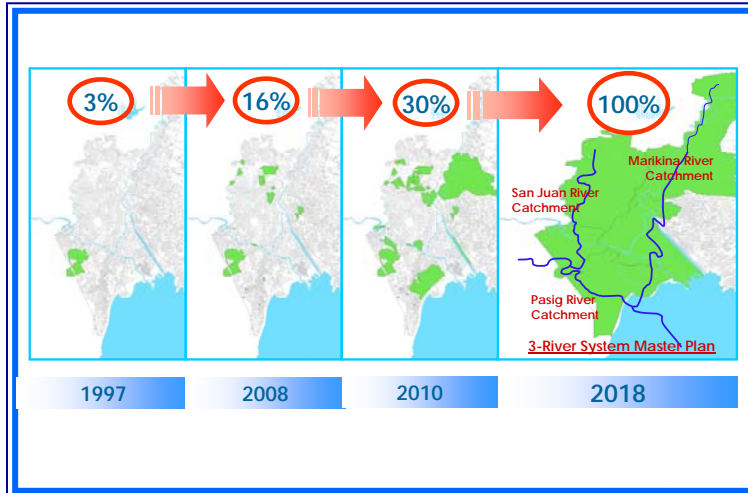 3%
16%
30%
100%
Marikina River
Catchment
San Juan River
Catchment
Pasig River
Catchment
3-River System Master Plan
1997
2008
2010
2018